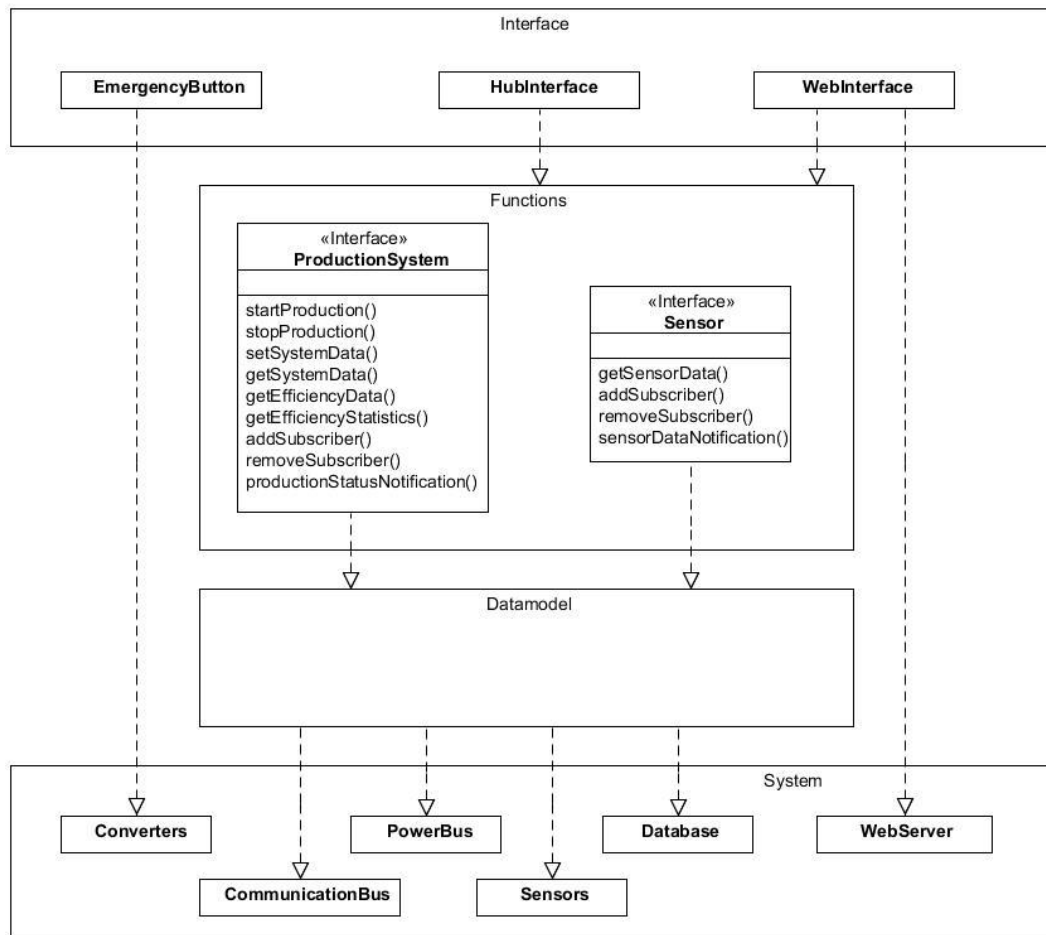 Interface
EmergencyButton
HubInterface
WebInterface
Functions
«Interface»
ProductionSystem
startProduction()
stopProduction()
setSystemData()
getSystemData()
getEfficiencyData()
getEfficiencyStatistics()
addSubscriber()
removeSubscriber()
productionStatusNotification()
«Interface»
Sensor
getSensorData()
addSubscriber()
removeSubscriber()
sensorDataNotification()
Datamodel
System
Converters
PowerBus
Database
WebServer
CommunicationBus
Sensors